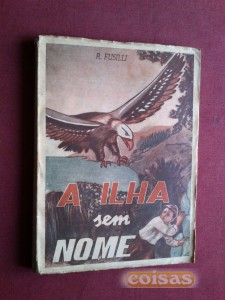 R. FUSILLI
A ILHA
sem
NOME
coisas